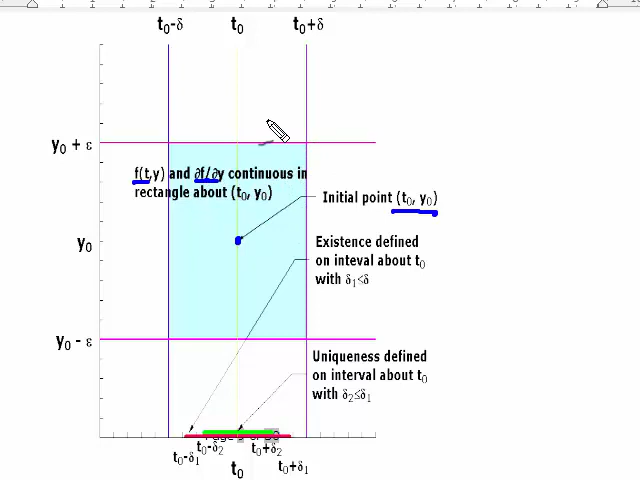 t₀-δ t₀ t₀+δ
y₀ + ε
f(t,y) and ∂f/∂y continuous in
rectangle about (t₀, y₀)
Initial point (t₀, y₀)
y₀
Existence defined
on inteval about t₀
with δ₁≤δ
y₀ - ε
Uniqueness defined
on interval about t₀
with δ₂≤δ₁
t₀-δ₂ t₀+δ₂
t₀-δ₁ t₀ t₀+δ₁